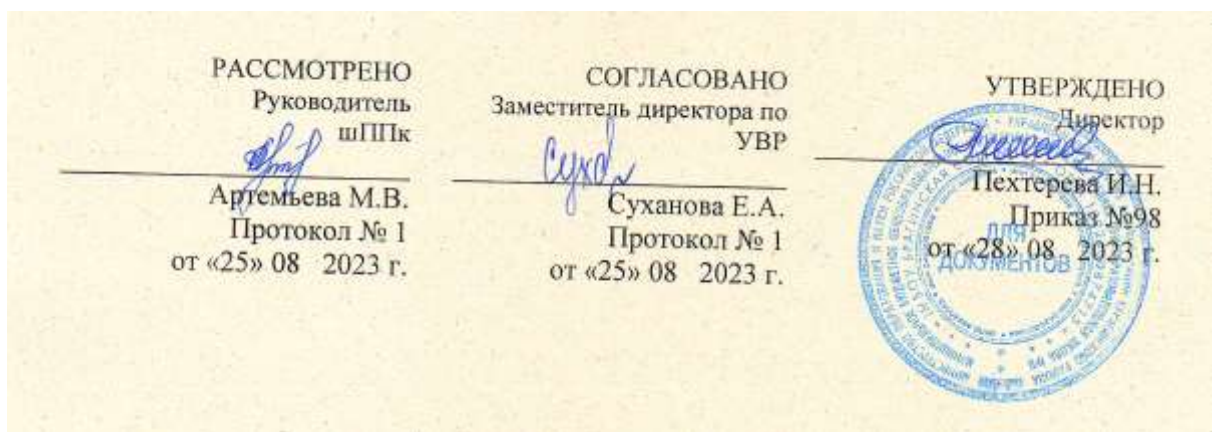 РАССМОТРЕНО
Руководитель
шППк
Артемьева М.В.
Протокол № 1
от «25» 08 2023 г.
СОГЛАСОВАНО
Заместитель директора по
УВР
Суханова Е.А.
Протокол № 1
от «25» 08 2023 г.
УТВЕРЖДЕНО
Директор
Пехтерева И.Н.
Приказ №98
от «28» 08 2023 г.
ДЛЯ
ДОКУМЕНТОВ